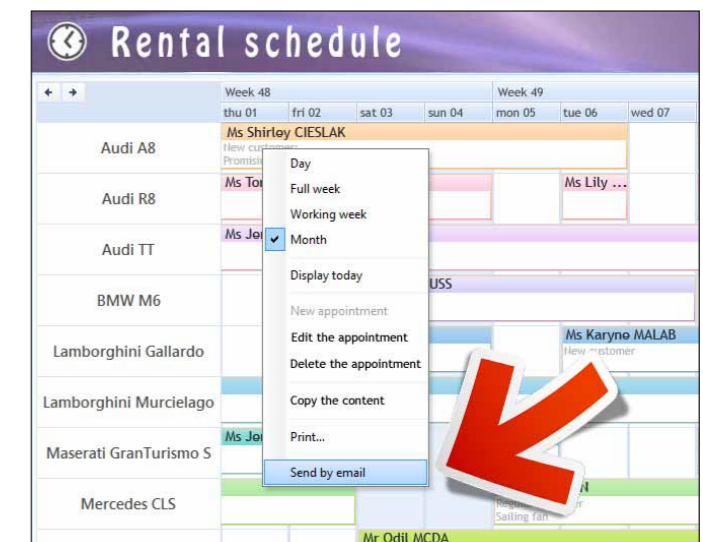 Rental schedule
Week 48 Week 49
thu 01 fri 02 sat 03 sun 04 mon 05 tue 06 wed 07
Audi A8
Ms Shirley CIESLAK
New customer:
Audi R8
Ms Lily ...
Audi TT
BMW M6
USS
Lamborghini Gallardo
Ms Karyne MALAB
New customer
Lamborghini Murcielago
Maserati GranTurismo S
Mercedes CLS
Sailing fan
Mr Odil MCDA
Day
Full week
Working week
Month
Display today
New appointment
Edit the appointment
Delete the appointment
Copy the content
Print...
Send by email